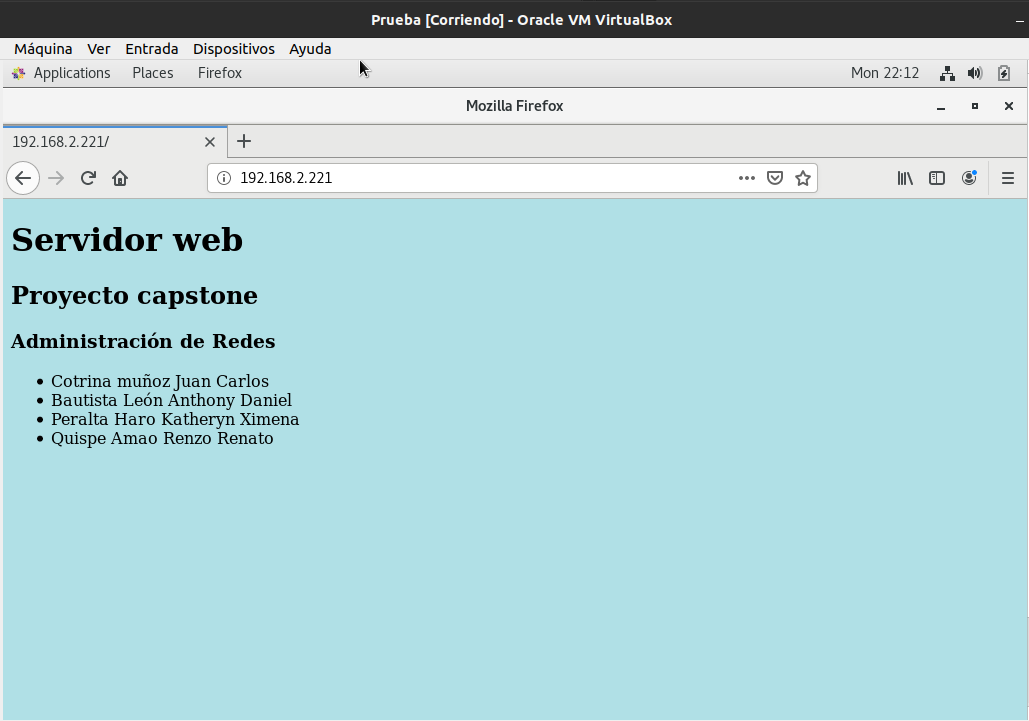 Prueba [Corriendo] - Oracle VM VirtualBox
Máquina Ver Entrada Dispositivos Ayuda
Applications Places Firefox Mon 22:12
Mozilla Firefox
192.168.2.221/
192.168.2.221
Servidor web
Proyecto capstone
Administración de Redes
• Cotrina muñoz Juan Carlos
• Bautista León Anthony Daniel
• Peralta Haro Katheryn Ximena
• Quispe Amao Renzo Renato